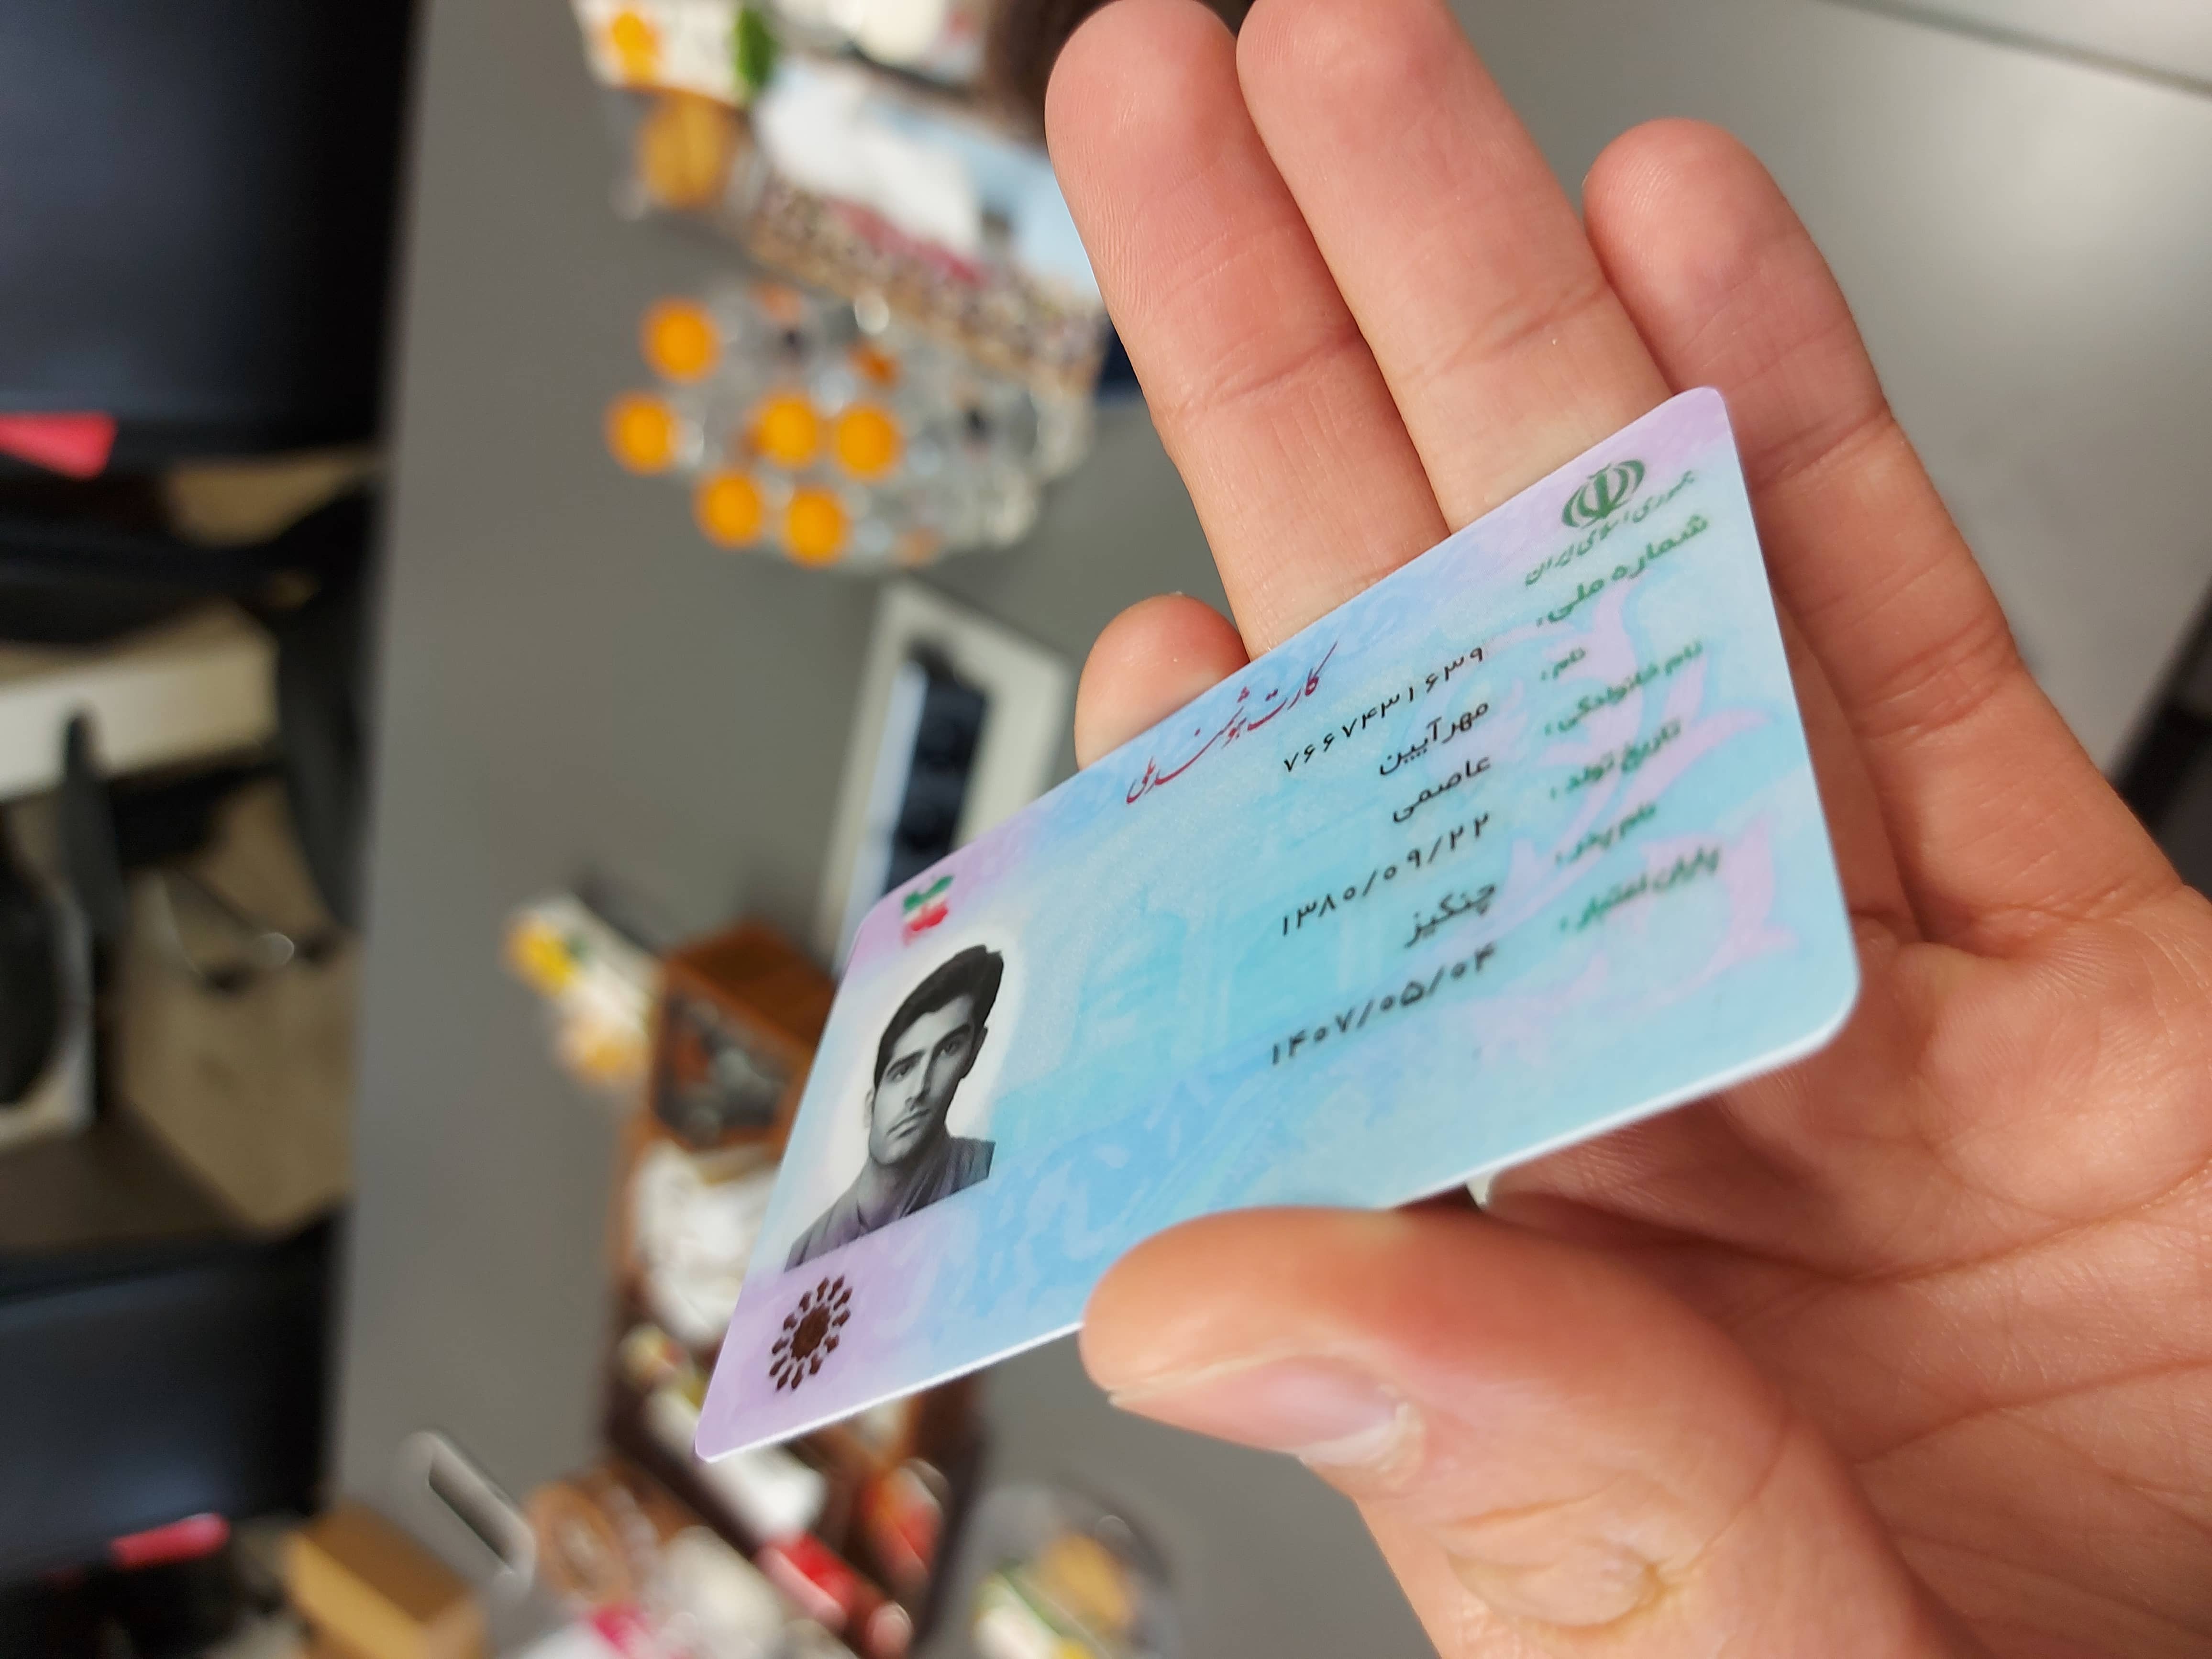 جمهوری اسلامی ایران
کارت هوشمند ملی
شماره ملی: ۷۶۶۷۴۳۱۶۳۹
نام: مهرآیین
نام خانوادگی: عاصمی
تاریخ تولد: ۱۳۸۰/۰۹/۲۲
نام پدر: چنگیز
پایان اعتبار: ۱۴۰۷/۰۵/۰۴